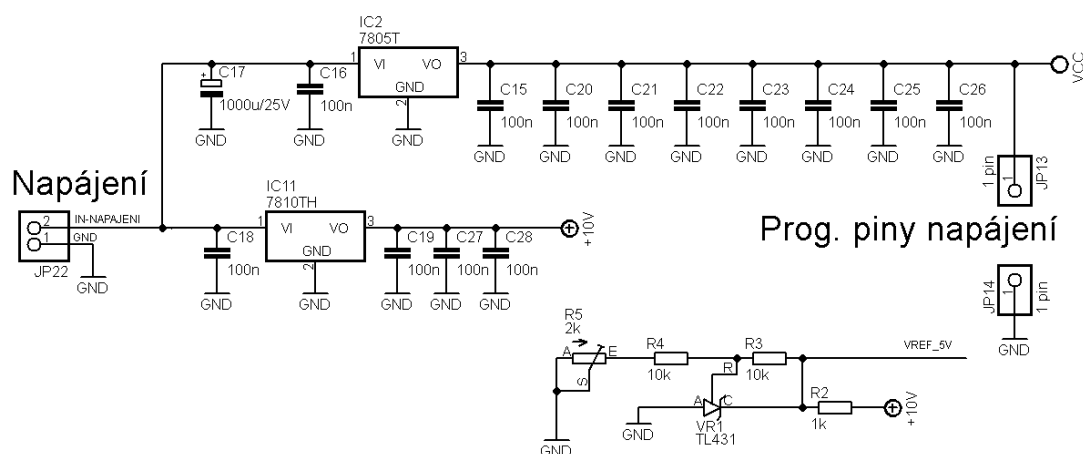 IC2
7805T
1 VI VO 3
GND
2
+ C17
1000u/25V
GND
C16
100n
GND
GND
C15
100n
GND
C20
100n
GND
C21
100n
GND
C22
100n
GND
C23
100n
GND
C24
100n
GND
C25
100n
GND
C26
100n
GND
VCC
1 pin
1
JP13
Napájení
2 IN-NAPAJENI
1 GND
JP22
GND
IC11
7810TH
1 VI VO 3
GND
2
GND
C18
100n
GND
C19
100n
GND
C27
100n
GND
C28
100n
GND
+10V
Prog. piny napájení
JP14
1
1 pin
GND
R5
2k
A E
S
GND
R4
10k
R3
10k
VREF_5V
R
A C
VR1
TL431
GND
R2
1k
+10V